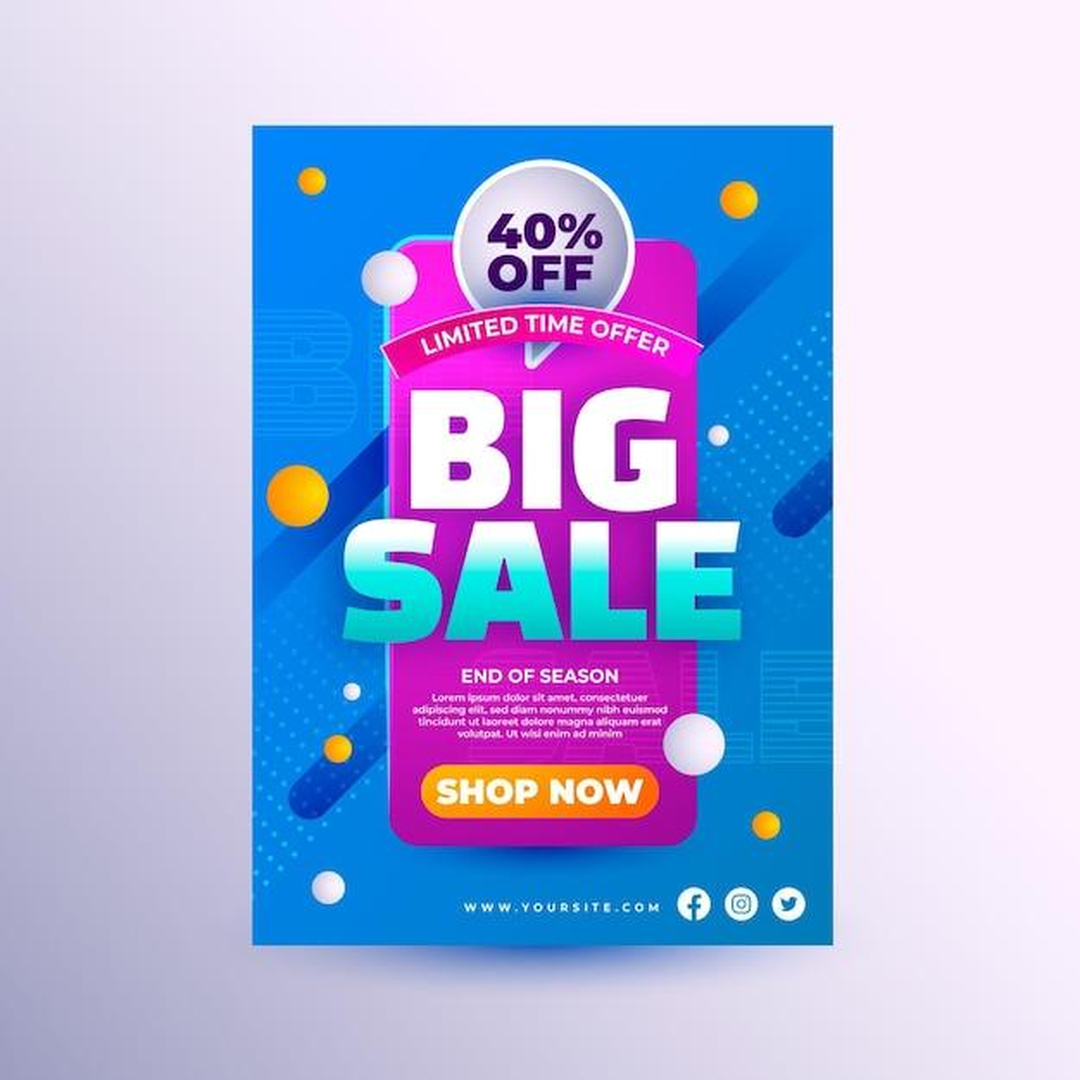 40%
OFF
LIMITED TIME OFFER
BIG
SALE
END OF SEASON
Lorem ipsum dolor sit amet, consectetuer
adipiscing elit, sed diam nonummy nibh euismod
tincidunt ut laoreet dolore magna aliquam erat
volutpat. Ut wisi enim ad minim
SHOP NOW
WWW.YOURSITE.COM